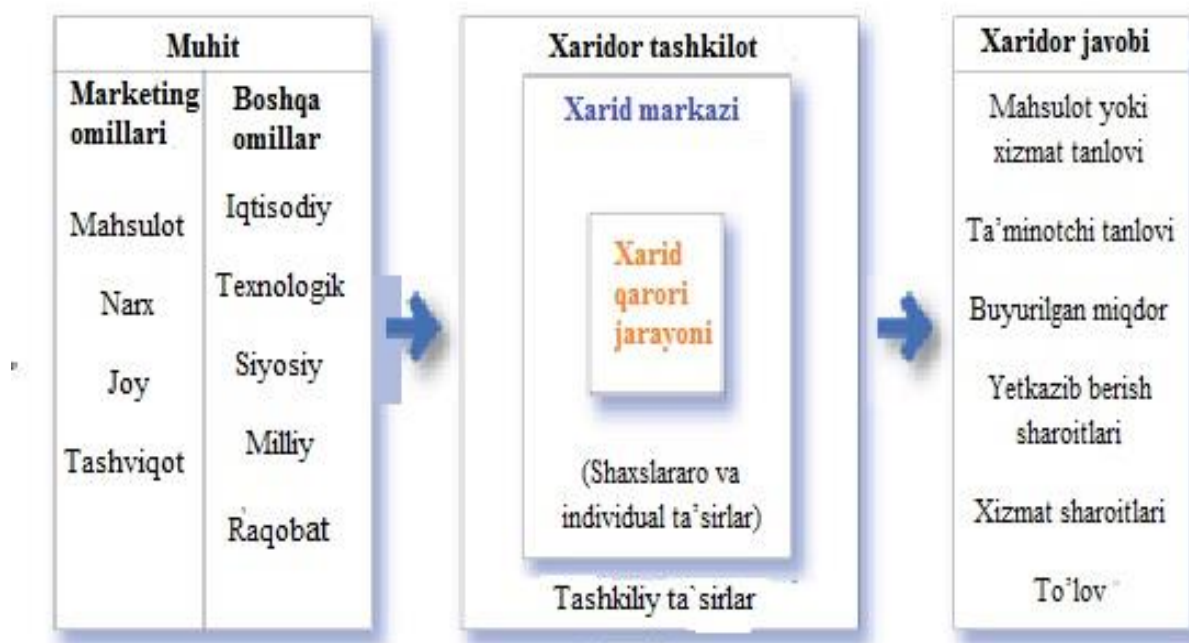 Muhit
Marketing
omillari
Mahsulot
Narx
Joy
Tashviqot
Boshqa
omillar
Iqtisodiy
Texnologik
Siyosiy
Milliy
Raqobat
Xaridor tashkilot
Xarid markazi
Xarid
qarori
jarayoni
(Shaxslararo va
individual ta’sirlar)
Tashkiliy ta`sirlar
Xaridor javobi
Mahsulot yoki
xizmat tanlovi
Ta’minotchi tanlovi
Buyurilgan miqdor
Yetkazib berish
sharoitlari
Xizmat sharoitlari
To’lov